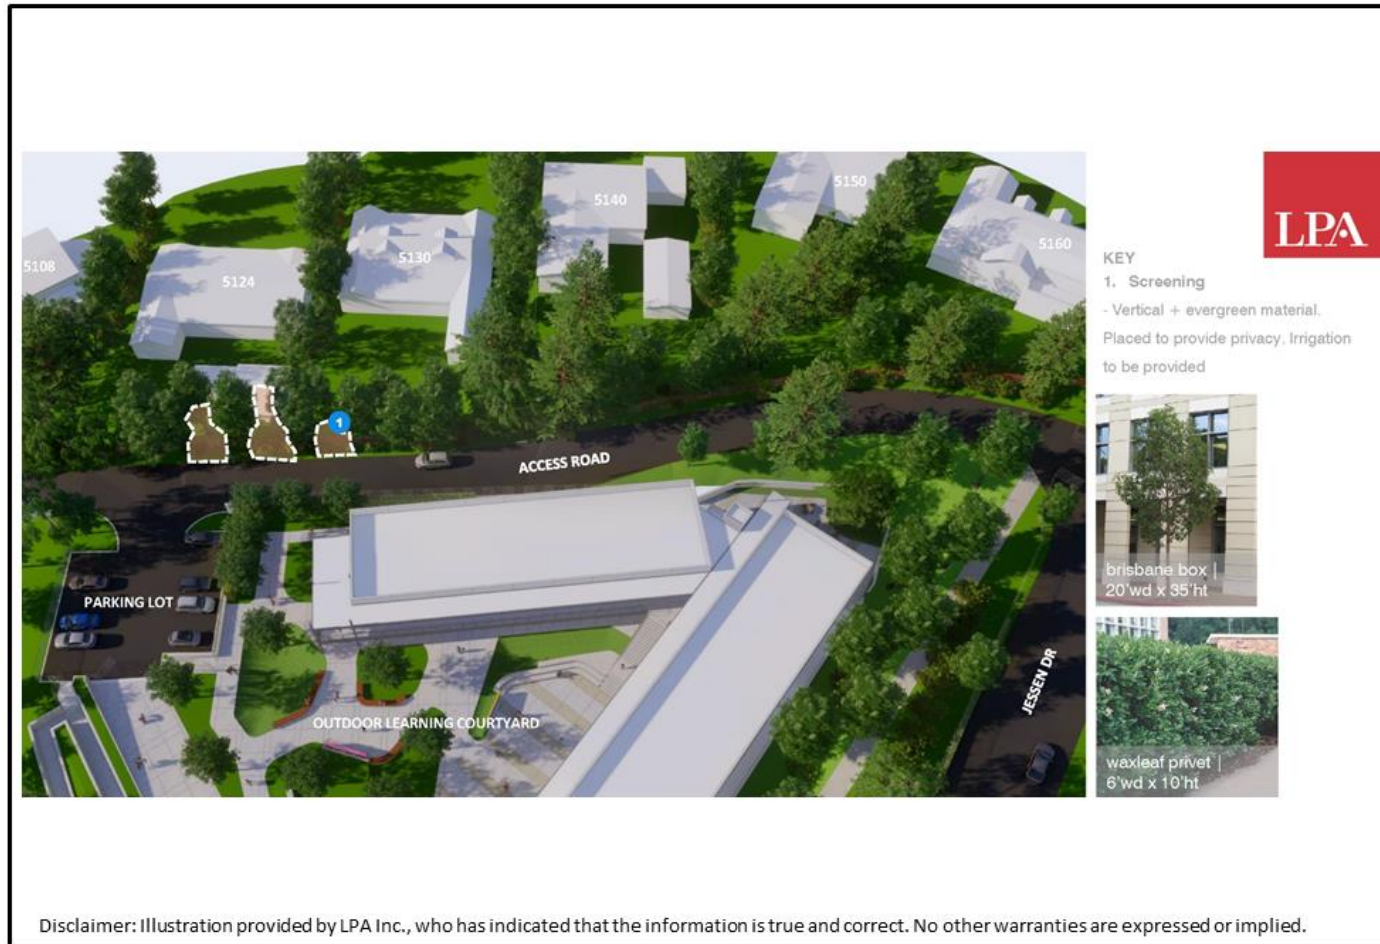 5108
5124
5130
5140
5150
5160
1
ACCESS ROAD
PARKING LOT
OUTDOOR LEARNING COURTYARD
JESSEN DR
LPA
KEY
1. Screening
- Vertical + evergreen material.
Placed to provide privacy. Irrigation
to be provided
brisbane box |
20'wd x 35'ht
waxleaf privet |
6'wd x 10'ht
Disclaimer: Illustration provided by LPA Inc., who has indicated that the information is true and correct. No other warranties are expressed or implied.